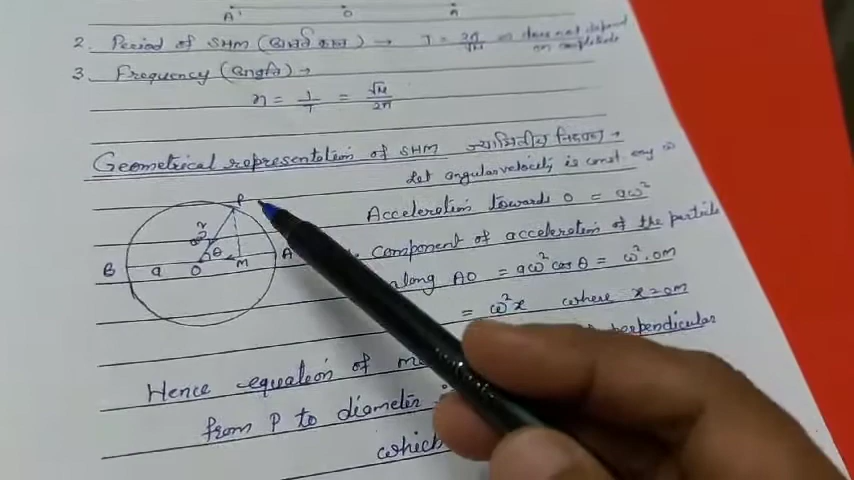 A' O A
2. Period of SHM (आवर्त काल) → T = 2π/√μ ⇒ does not depend on amplitude
3. Frequency (आवृत्ति) →
n = 1/T = √μ/2π
Geometrical representation of SHM ज्यामितीय निरूपण →
Let angular velocity is const. say ω
Acceleration towards O = aω²
P
B a O θ M A
component of acceleration of the particle
along AO = aω²cosθ = ω².OM
= ω²x where x = OM
perpendicular
Hence equation of
from P to diameter
which